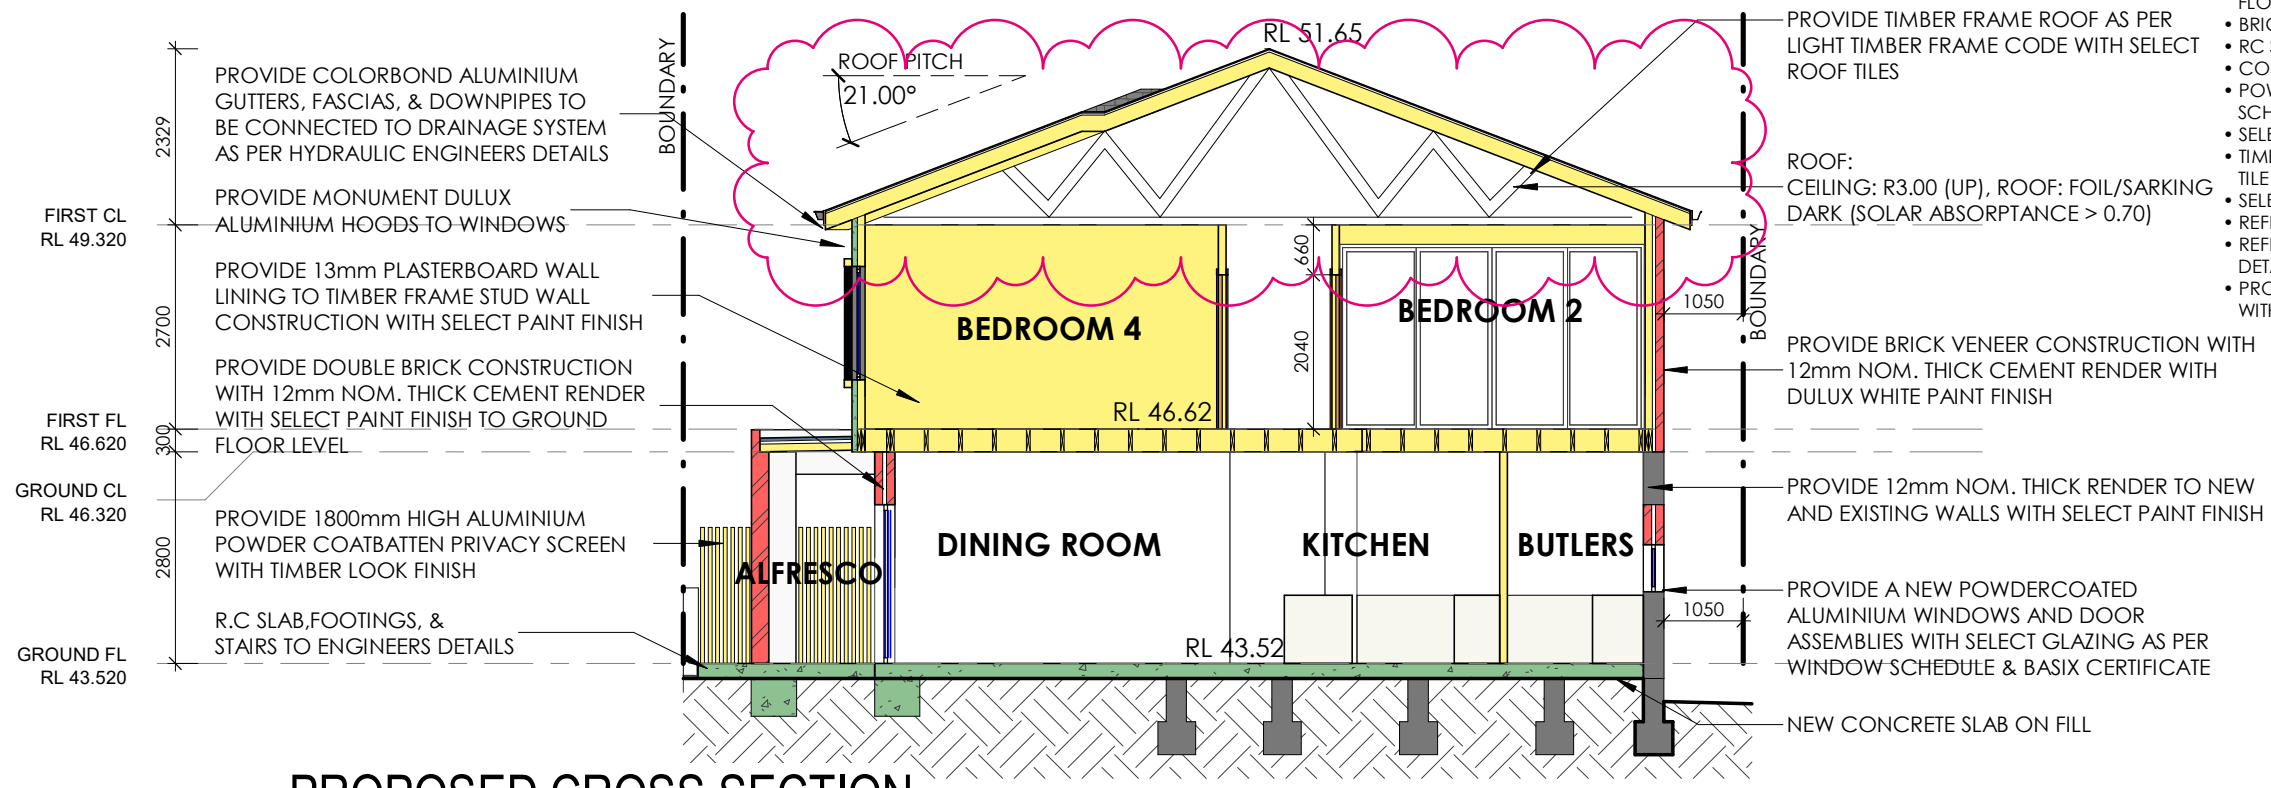 PROVIDE COLORBOND ALUMINIUM
GUTTERS, FASCIAS, & DOWNPIPES TO
BE CONNECTED TO DRAINAGE SYSTEM
AS PER HYDRAULIC ENGINEERS DETAILS
PROVIDE MONUMENT DULUX
ALUMINIUM HOODS TO WINDOWS
PROVIDE 13mm PLASTERBOARD WALL
LINING TO TIMBER FRAME STUD WALL
CONSTRUCTION WITH SELECT PAINT FINISH
PROVIDE DOUBLE BRICK CONSTRUCTION
WITH 12mm NOM. THICK CEMENT RENDER
WITH SELECT PAINT FINISH TO GROUND
FLOOR LEVEL
PROVIDE 1800mm HIGH ALUMINIUM
POWDER COATBATTEN PRIVACY SCREEN
WITH TIMBER LOOK FINISH
R.C SLAB,FOOTINGS, &
STAIRS TO ENGINEERS DETAILS
2329
2700
300
2800
FIRST CL
RL 49.320
FIRST FL
RL 46.620
GROUND CL
RL 46.320
GROUND FL
RL 43.520
BOUNDARY
ROOF PITCH
21.00°
RL 51.65
660
2040
BEDROOM 4
BEDROOM 2
RL 46.62
ALFRESCO
DINING ROOM
KITCHEN
BUTLERS
RL 43.52
1050
BOUNDARY
1050
PROVIDE TIMBER FRAME ROOF AS PER
LIGHT TIMBER FRAME CODE WITH SELECT
ROOF TILES
ROOF:
CEILING: R3.00 (UP), ROOF: FOIL/SARKING
DARK (SOLAR ABSORPTANCE > 0.70)
PROVIDE BRICK VENEER CONSTRUCTION WITH
12mm NOM. THICK CEMENT RENDER WITH
DULUX WHITE PAINT FINISH
PROVIDE 12mm NOM. THICK RENDER TO NEW
AND EXISTING WALLS WITH SELECT PAINT FINISH
PROVIDE A NEW POWDERCOATED
ALUMINIUM WINDOWS AND DOOR
ASSEMBLIES WITH SELECT GLAZING AS PER
WINDOW SCHEDULE & BASIX CERTIFICATE
NEW CONCRETE SLAB ON FILL
• RC
TILE
PROPOSED CROSS SECTION